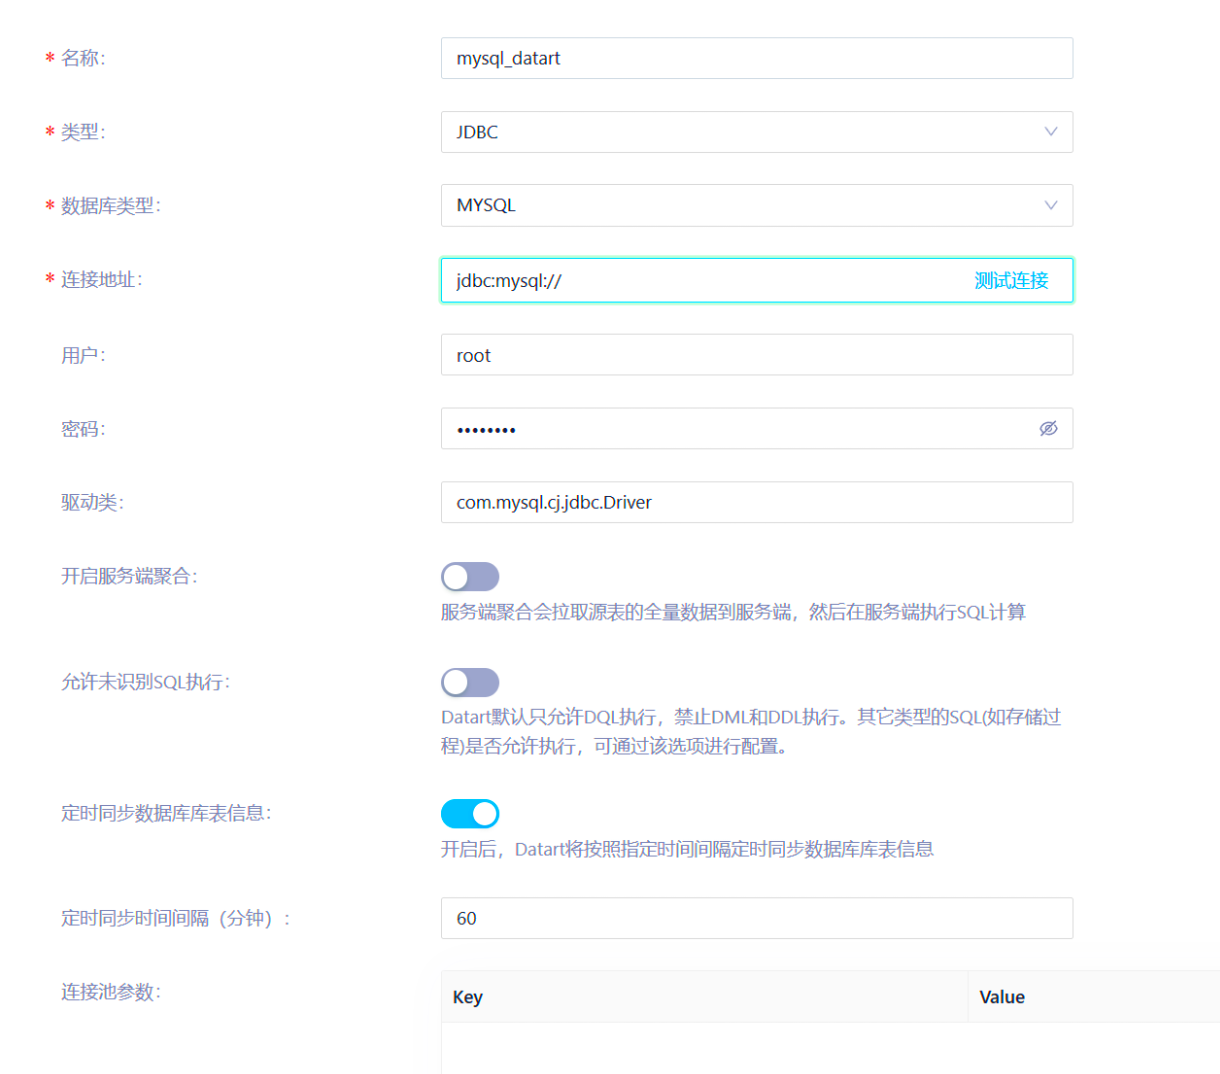 * 名称:
mysql_datart
* 类型:
JDBC
* 数据库类型:
MYSQL
* 连接地址:
jdbc:mysql:// 测试连接
用户:
root
密码:
••••••••
驱动类:
com.mysql.cj.jdbc.Driver
开启服务端聚合:
服务端聚合会拉取源表的全量数据到服务端，然后在服务端执行SQL计算
允许未识别SQL执行:
Datart默认只允许DQL执行，禁止DML和DDL执行。其它类型的SQL(如存储过
程)是否允许执行，可通过该选项进行配置。
定时同步数据库库表信息:
开启后，Datart将按照指定时间间隔定时同步数据库库表信息
定时同步时间间隔（分钟）:
60
连接池参数:
Key Value